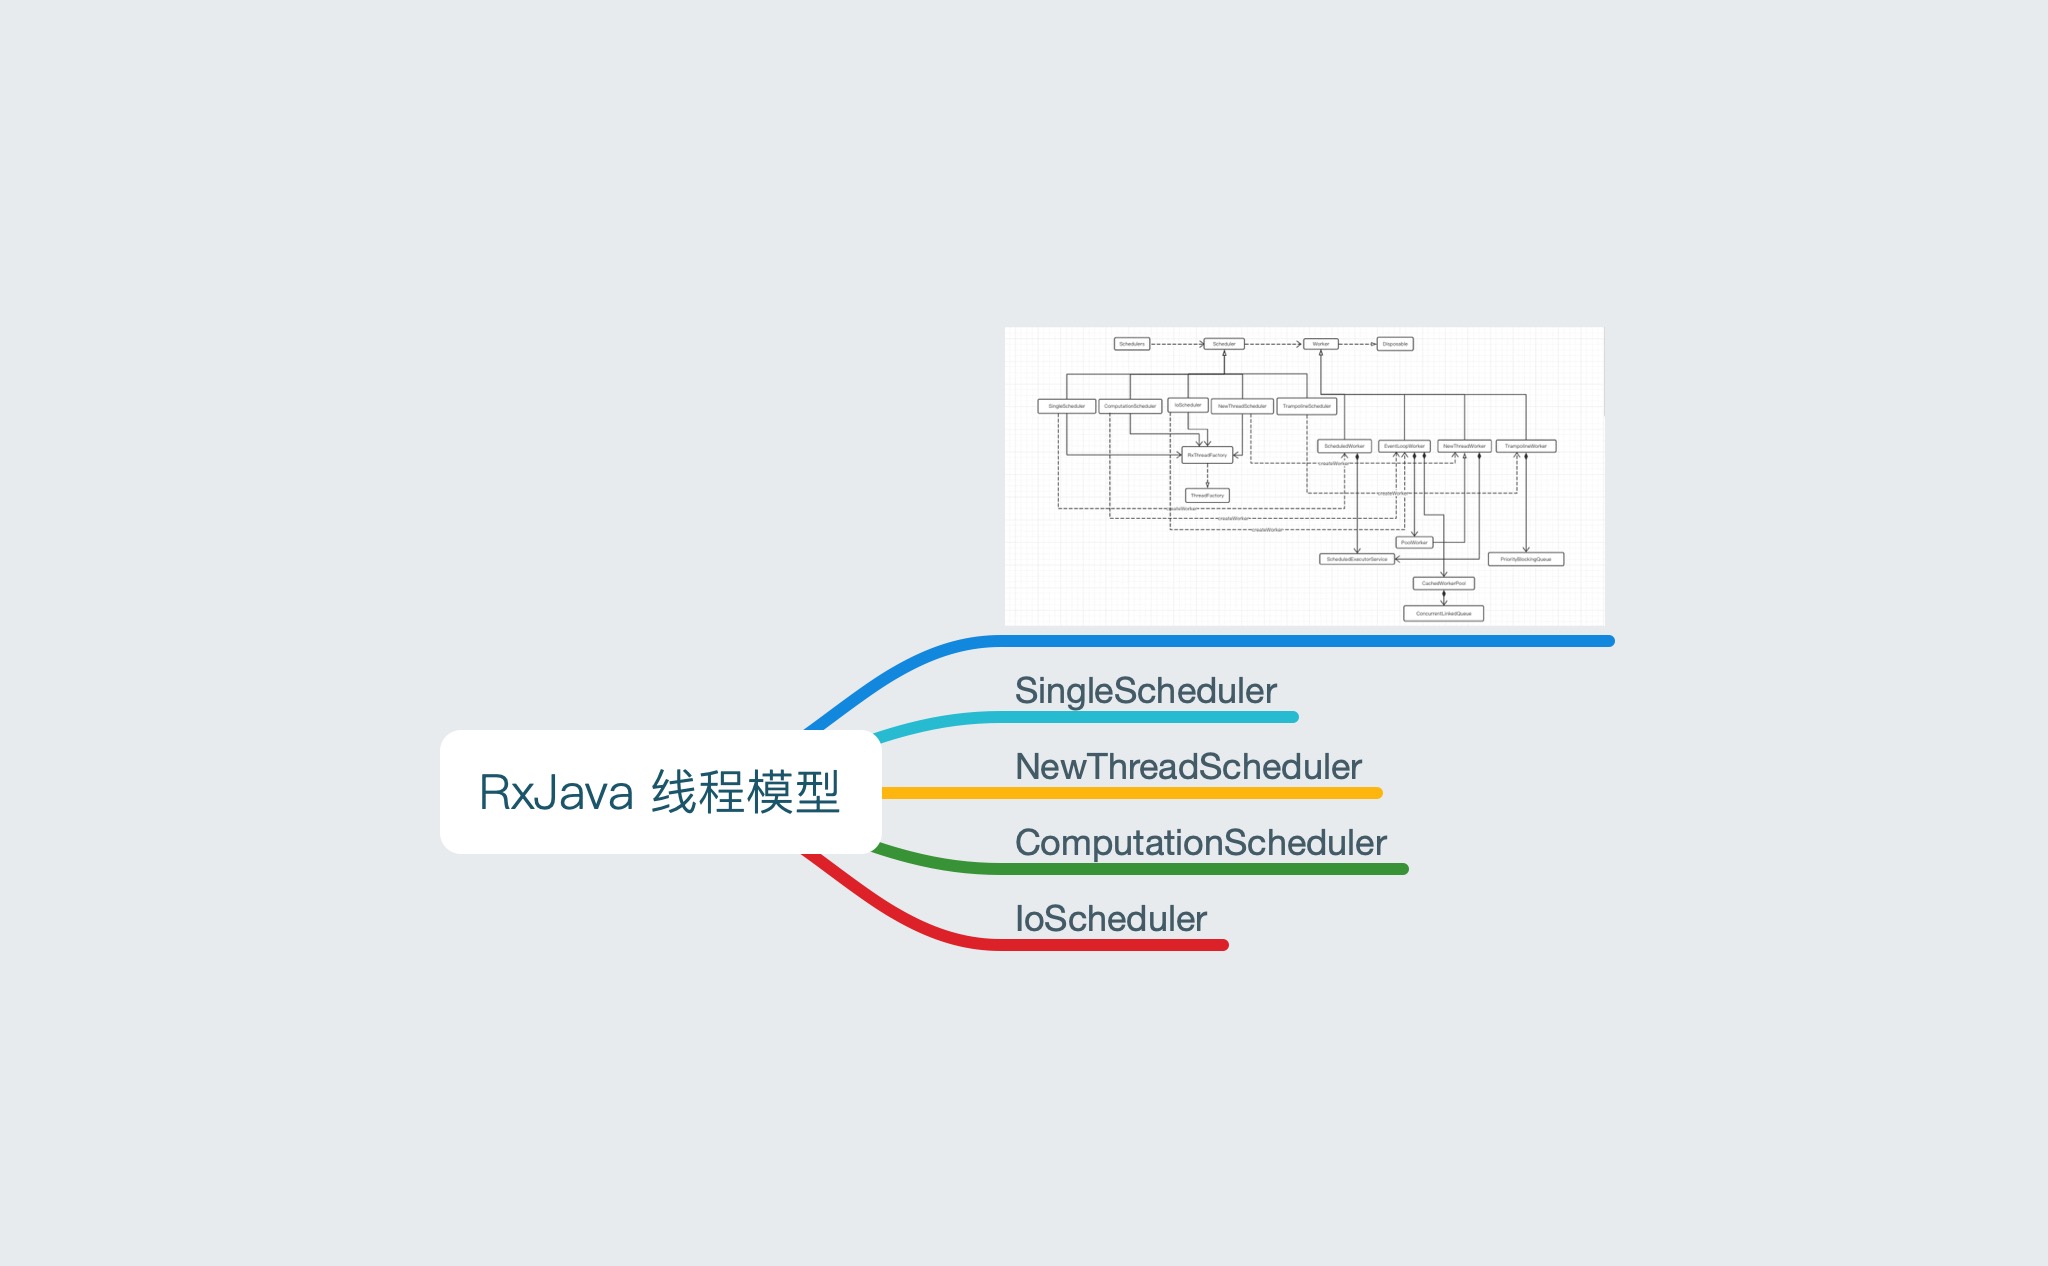 Schedulers
Scheduler
Worker
Disposable
SingleScheduler
ComputationScheduler
IoScheduler
NewThreadScheduler
TrampolineScheduler
ScheduledWorker
EventLoopWorker
NewThreadWorker
TrampolineWorker
RxThreadFactory
createWorker
ThreadFactory
createWorker
createWorker
createWorker
createWorker
PoolWorker
ScheduledExecutorService
PriorityBlockingQueue
CachedWorkerPool
ConcurrentLinkedQueue
SingleScheduler
NewThreadScheduler
RxJava 线程模型
ComputationScheduler
IoScheduler